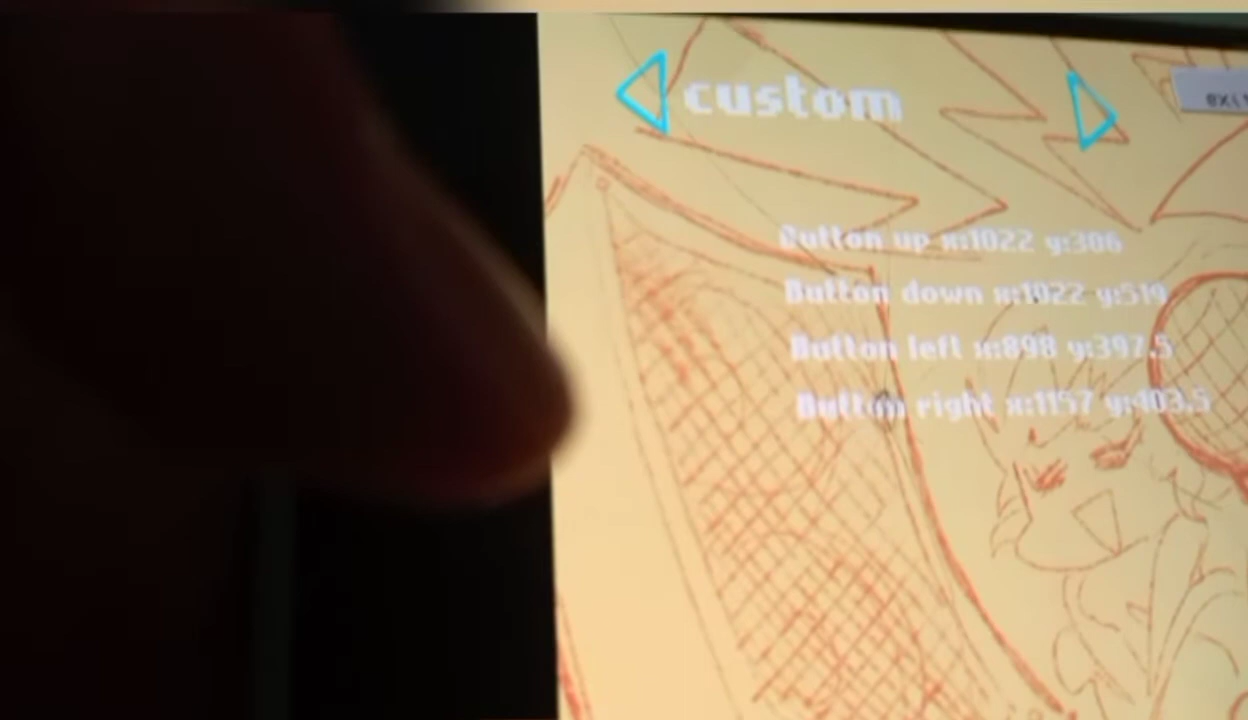 custom
exit
Button up x:1022 y:306
Button down x:1022 y:519
Button left x:898 y:397.5
Button right x:1157 y:403.5